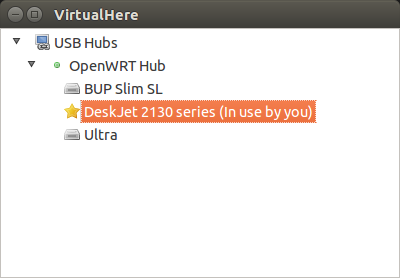 VirtualHere
USB Hubs
OpenWRT Hub
BUP Slim SL
DeskJet 2130 series (In use by you)
Ultra